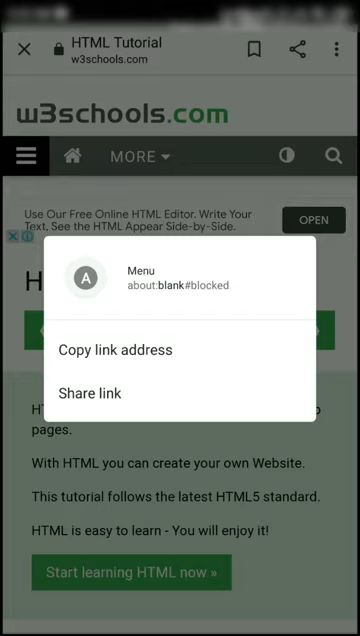 HTML Tutorial
w3schools.com
w3schools.com
MORE
Use Our Free Online HTML Editor. Write Your
Text, See the HTML Appear Side-by-Side.
OPEN
H
A
Menu
about:blank#blocked
Copy link address
Share link
pages.
With HTML you can create your own Website.
This tutorial follows the latest HTML5 standard.
HTML is easy to learn - You will enjoy it!
Start learning HTML now »